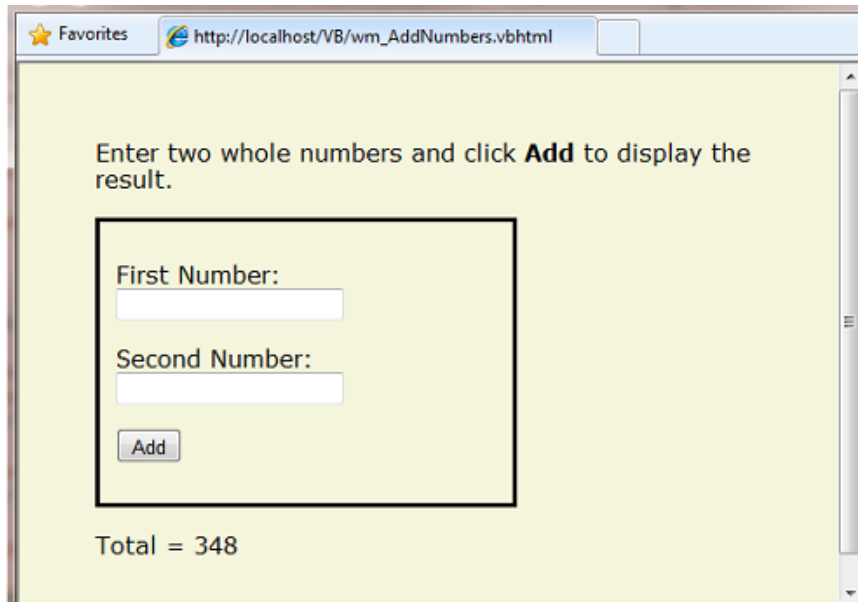 Favorites
http://localhost/VB/wm_AddNumbers.vbhtml
Enter two whole numbers and click Add to display the
result.
First Number:
Second Number:
Add
Total = 348